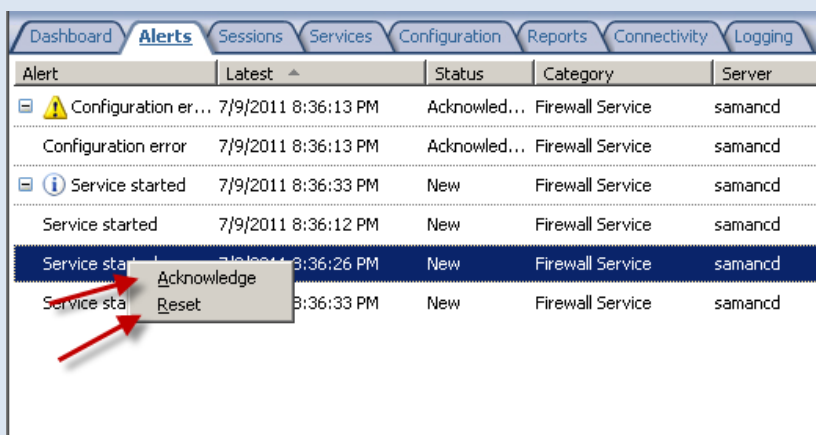 Dashboard Alerts Sessions Services Configuration Reports Connectivity Logging
Alert Latest Status Category Server
Configuration er... 7/9/2011 8:36:13 PM Acknowled... Firewall Service samancd
Configuration error 7/9/2011 8:36:13 PM Acknowled... Firewall Service samancd
Service started 7/9/2011 8:36:33 PM New Firewall Service samancd
Service started 7/9/2011 8:36:12 PM New Firewall Service samancd
Service 8:36:26 PM New Firewall Service samancd
Acknowledge
Service sta 8:36:33 PM New Firewall Service samancd
Reset